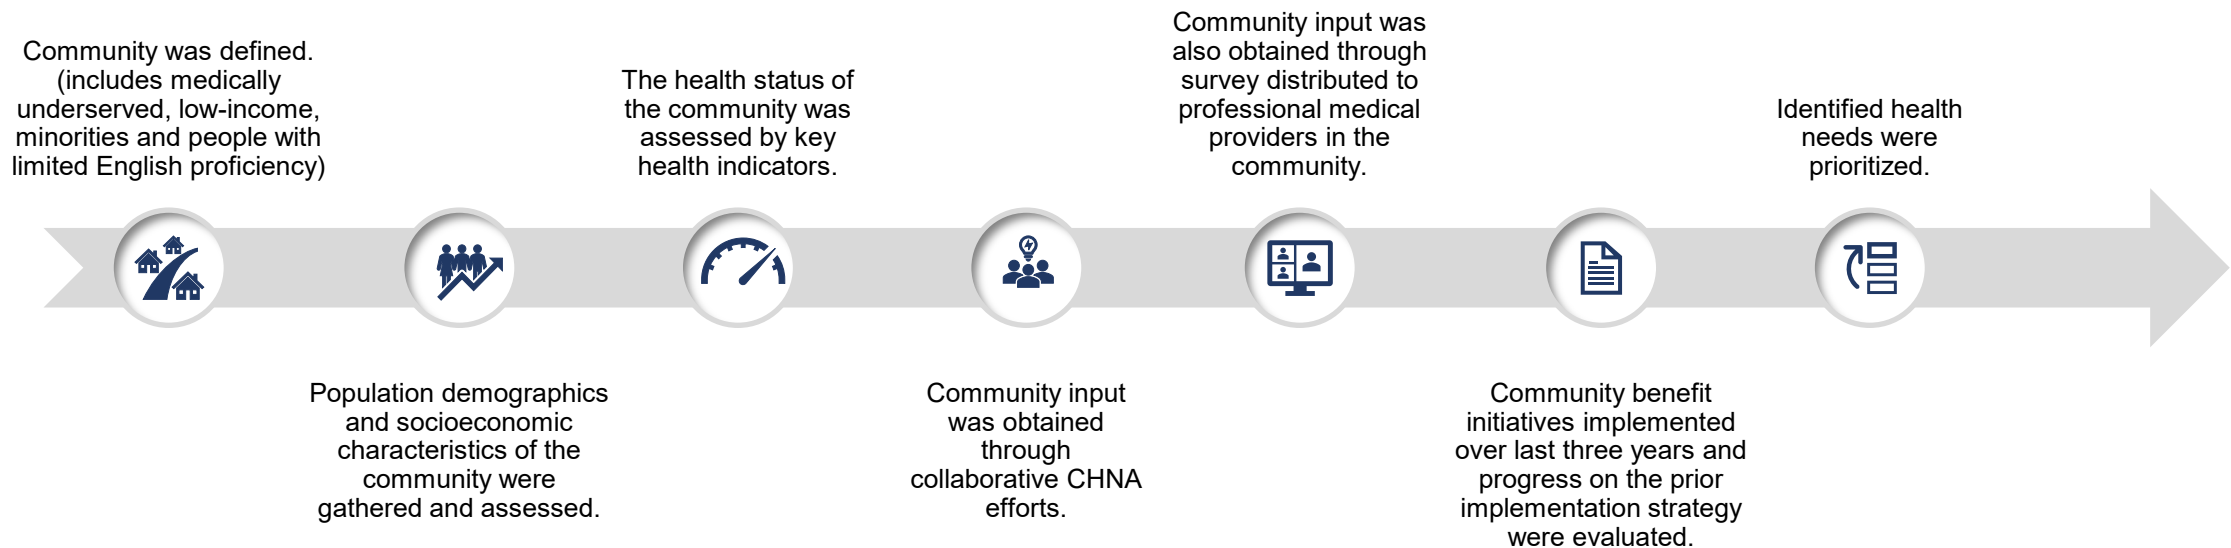 Community was defined.
(includes medically
underserved, low-income,
minorities and people with
limited English proficiency)
Population demographics
and socioeconomic
characteristics of the
community were
gathered and assessed.
The health status of
the community was
assessed by key
health indicators.
Community input
was obtained
through
collaborative CHNA
efforts.
Community input was
also obtained through
survey distributed to
professional medical
providers in the
community.
Community benefit
initiatives implemented
over last three years and
progress on the prior
implementation strategy
were evaluated.
Identified health
needs were
prioritized.